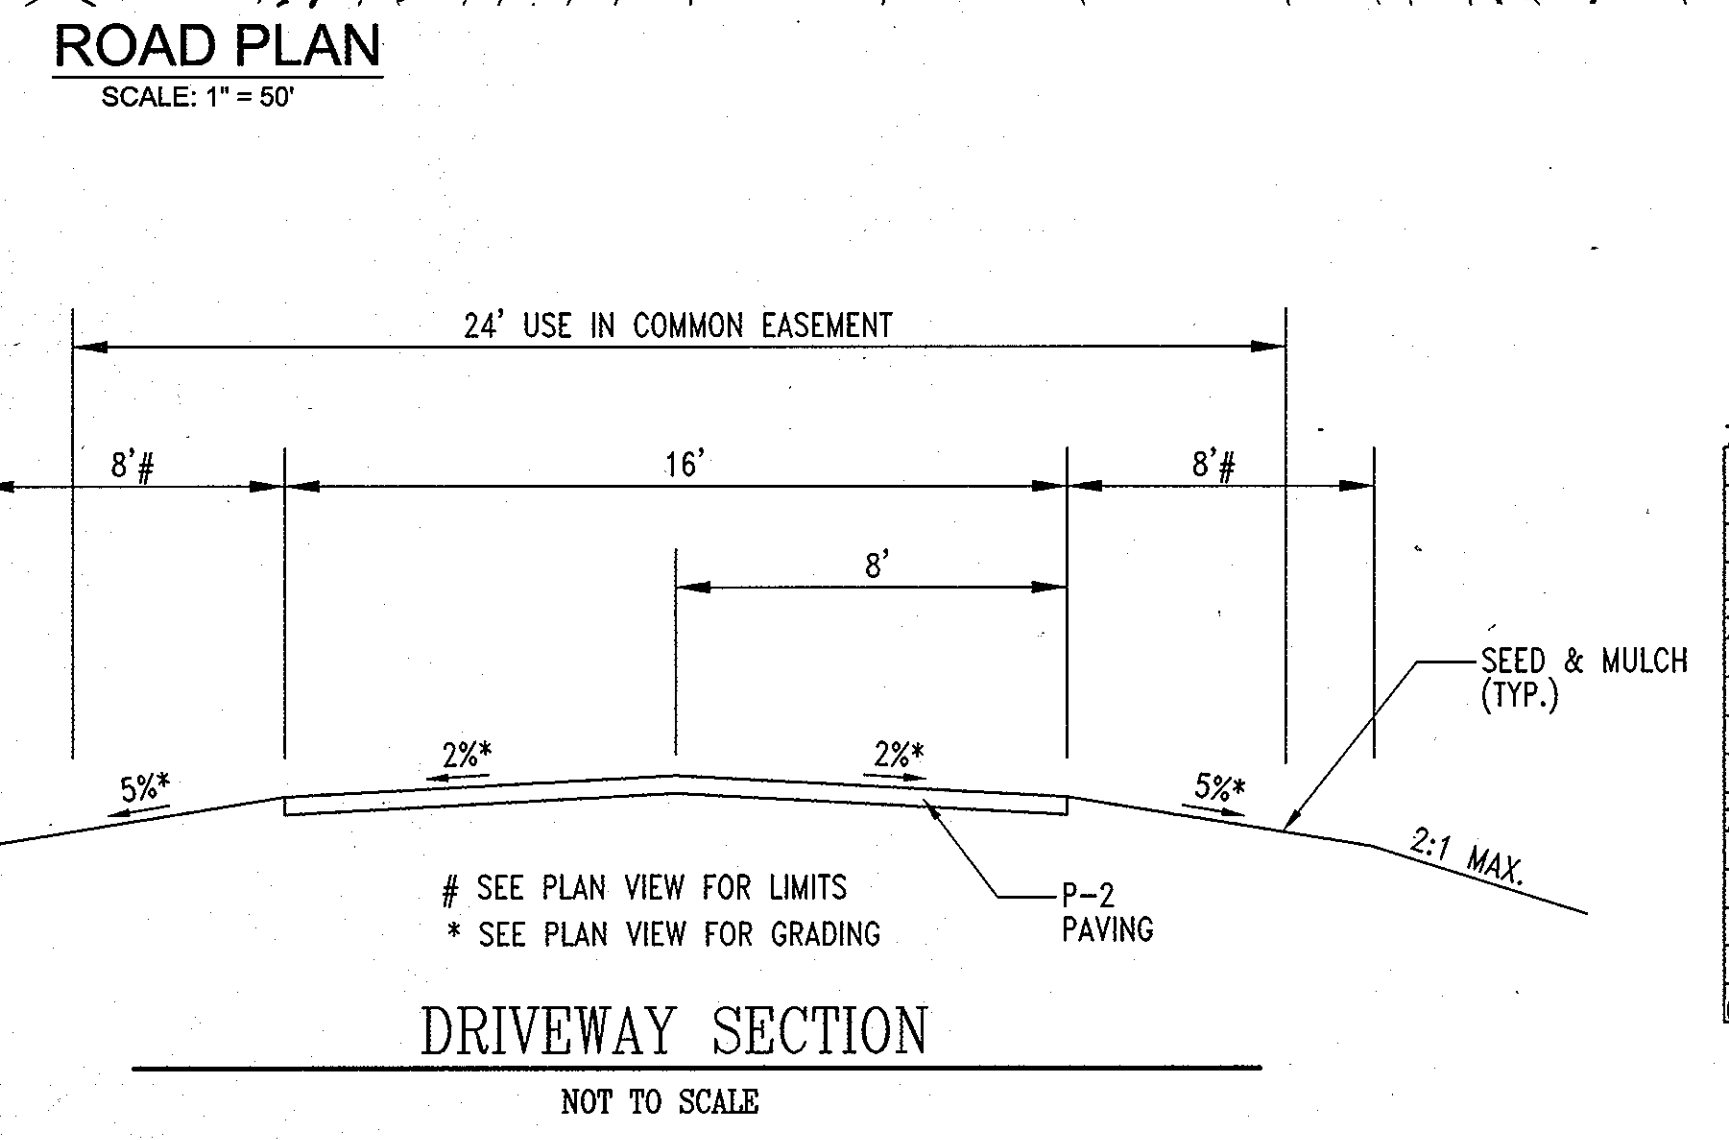 ROAD PLAN
SCALE: 1" = 50'
24' USE IN COMMON EASEMENT
8'#
16'
8'#
8'
SEED & MULCH
(TYP.)
2%*
2%*
5%*
5%*
2:1 MAX.
# SEE PLAN VIEW FOR LIMITS
* SEE PLAN VIEW FOR GRADING
P-2
PAVING
DRIVEWAY SECTION
NOT TO SCALE